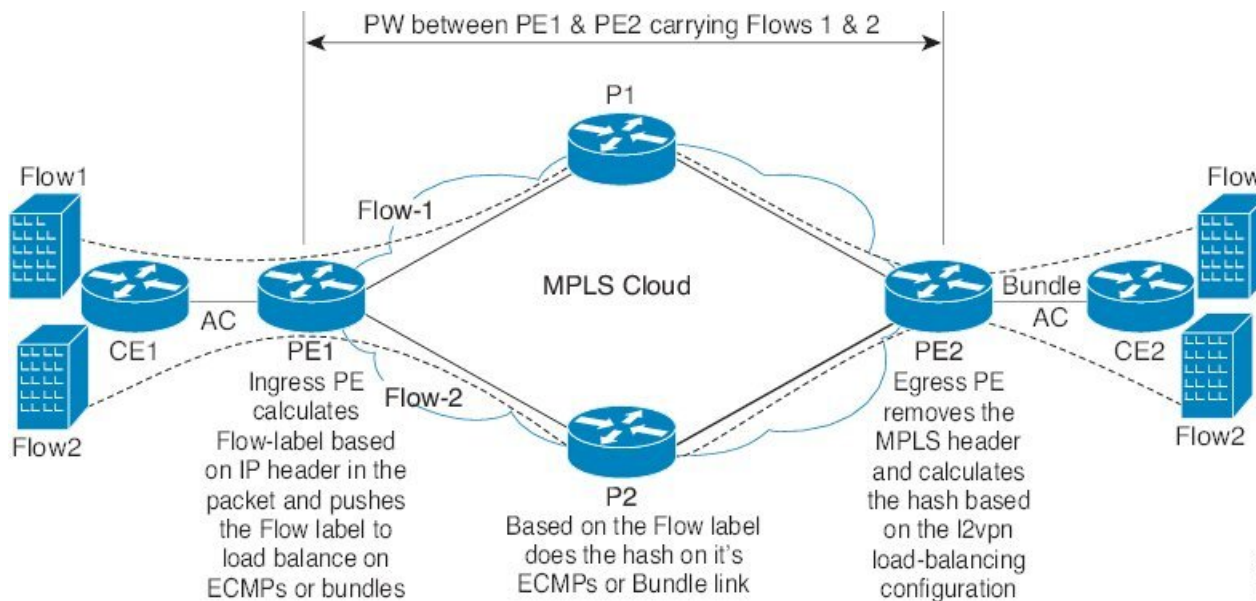 PW between PE1 & PE2 carrying Flows 1 & 2
P1
Flow1
Flow
Flow-1
MPLS Cloud
Bundle
AC
AC
CE1
PE1
PE2
CE2
Flow-2
Flow2
Flow2
Ingress PE
calculates
Flow-label based
on IP header in the
packet and pushes
the Flow label to
load balance on
ECMPs or bundles
P2
Based on the Flow label
does the hash on it's
ECMPs or Bundle link
Egress PE
removes the
MPLS header
and calculates
the hash based
on the l2vpn
load-balancing
configuration